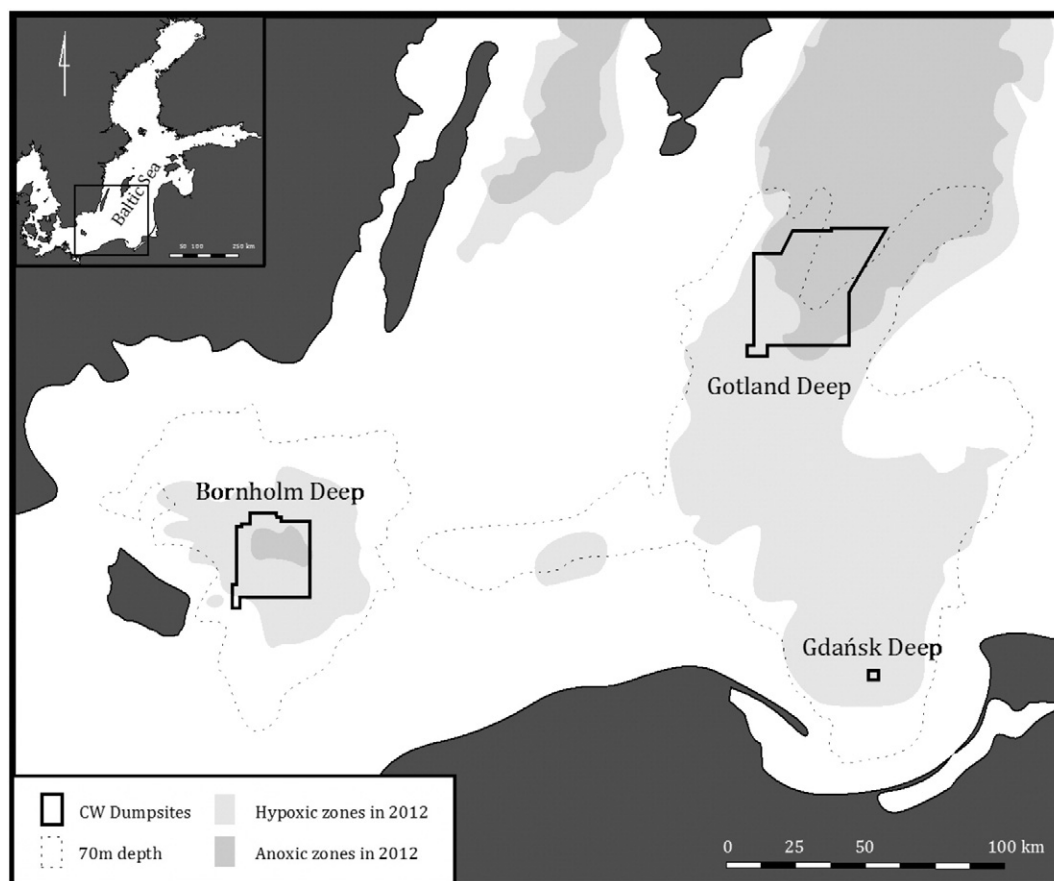 Baltic Sea
50 100 250 km
Gotland Deep
Bornholm Deep
Gdańsk Deep
CW Dumpsites
Hypoxic zones in 2012
70m depth
Anoxic zones in 2012
0 25 50 100 km